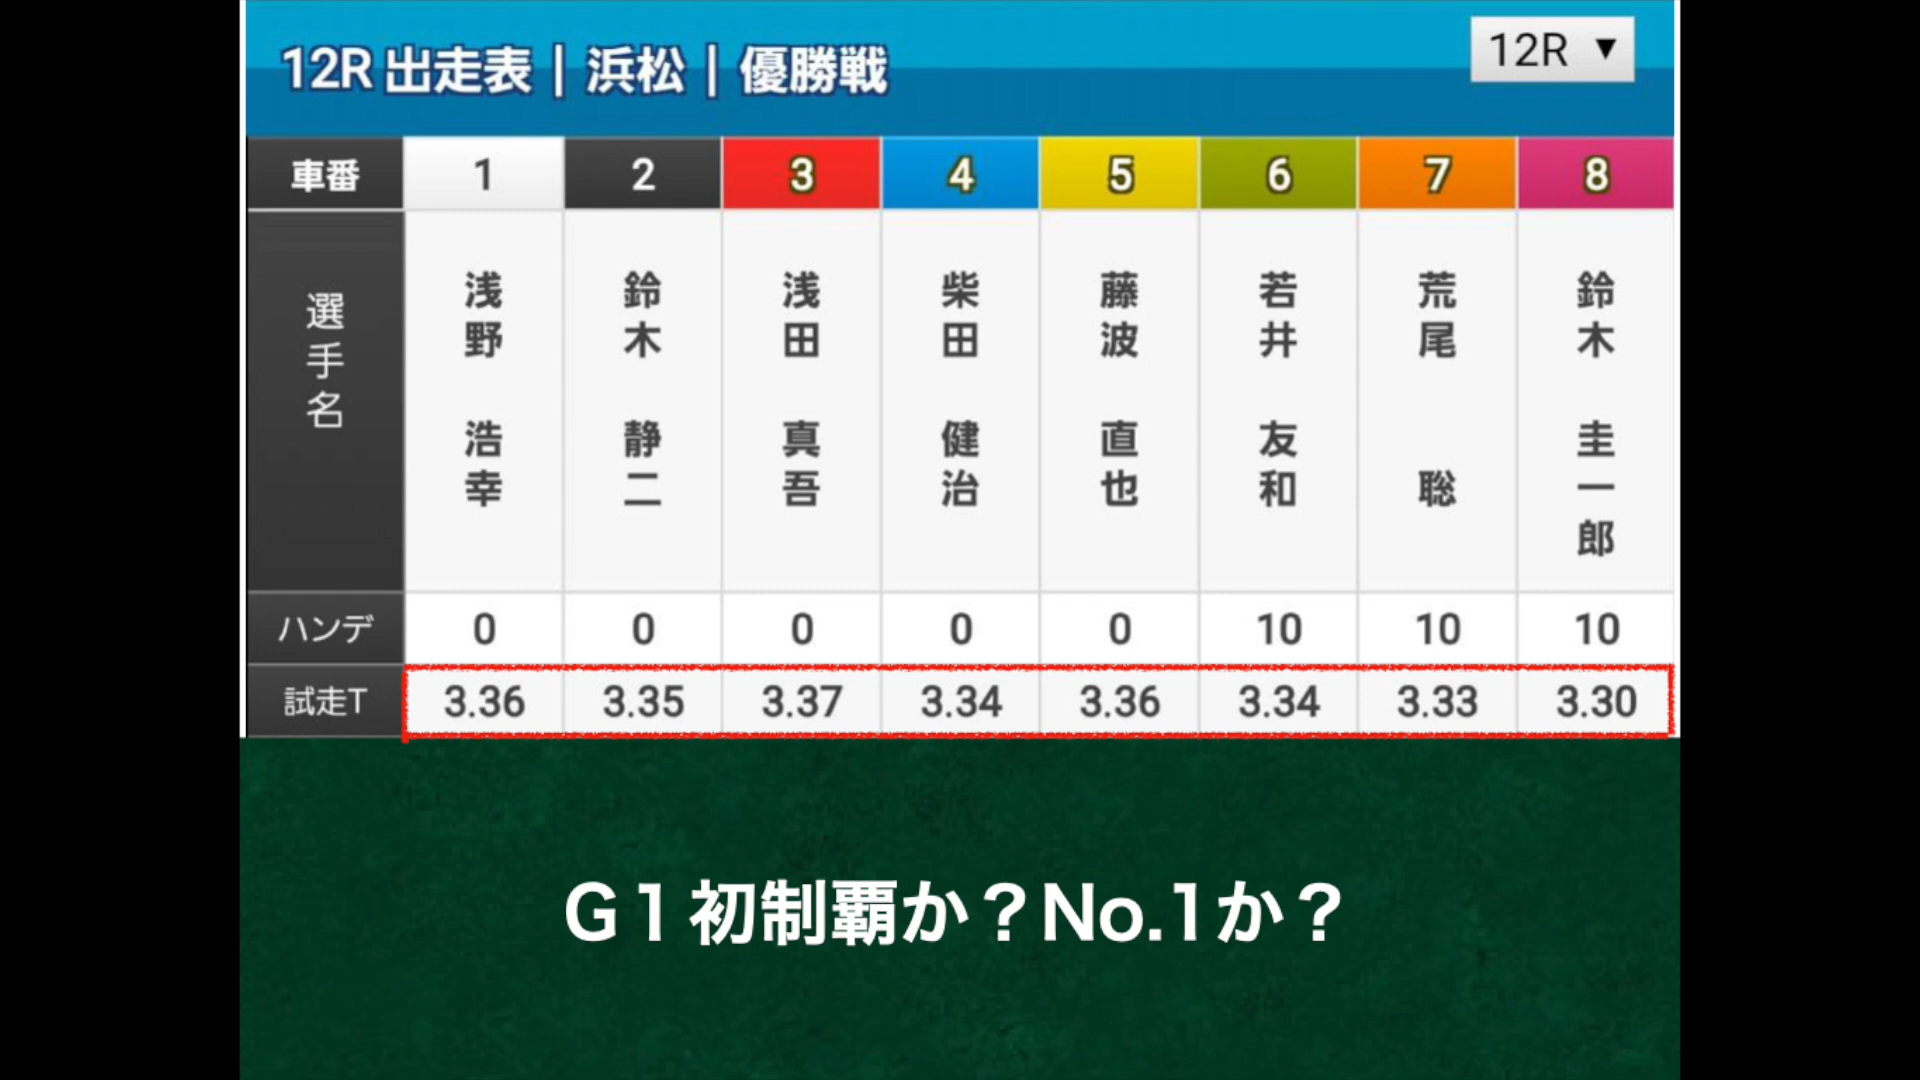 12R 出走表｜浜松｜優勝戦
12R ▼
車番 1 2 3 4 5 6 7 8
選手名 浅野 浩幸 鈴木 静二 浅田 真吾 柴田 健治 藤波 直也 若井 友和 荒尾 聡 鈴木 圭一郎
ハンデ 0 0 0 0 0 10 10 10
試走T 3.36 3.35 3.37 3.34 3.36 3.34 3.33 3.30
G１初制覇か？No.1か？